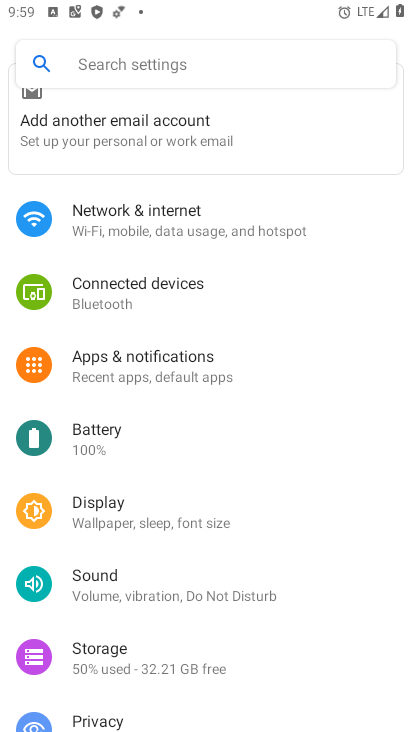 9:59
LTE
Search settings
Add another email account
Set up your personal or work email
Network & internet
Wi-Fi, mobile, data usage, and hotspot
Connected devices
Bluetooth
Apps & notifications
Recent apps, default apps
Battery
100%
Display
Wallpaper, sleep, font size
Sound
Volume, vibration, Do Not Disturb
Storage
50% used - 32.21 GB free
Privacy